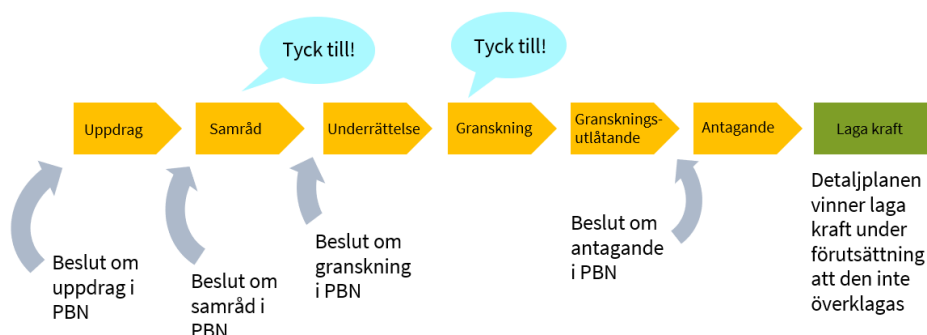 Tyck till!
Tyck till!
Uppdrag
Samråd
Underrättelse
Granskning
Gransknings-
utlåtande
Antagande
Laga kraft
Beslut om
uppdrag i
PBN
Beslut om
samråd i
PBN
Beslut om
granskning
i PBN
Beslut om
antagande
i PBN
Detaljplanen
vinner laga
kraft under
förutsättning
att den inte
överklagas